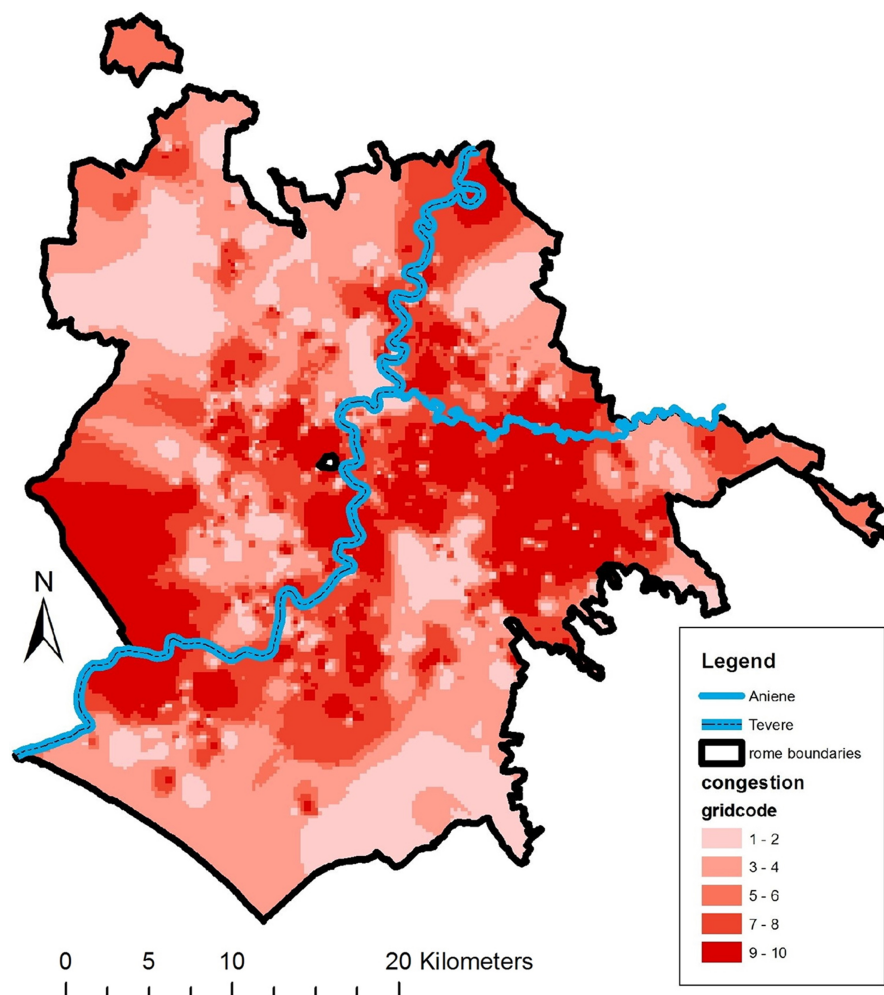 N
Legend
Aniene
Tevere
rome boundaries
congestion
gridcode
1 - 2
3 - 4
5 - 6
7 - 8
9 - 10
0 5 10 20 Kilometers